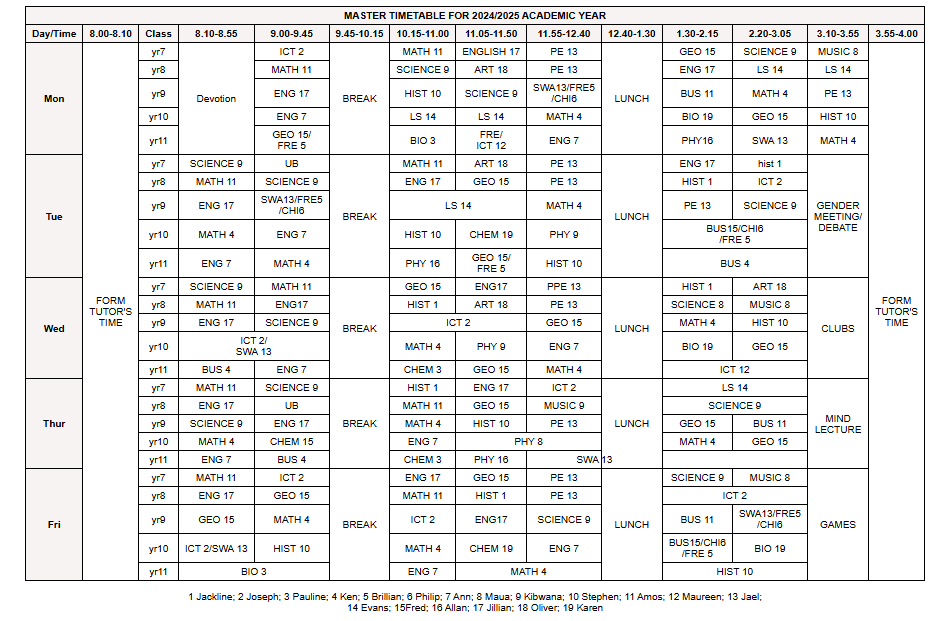 MASTER TIMETABLE FOR 2024/2025 ACADEMIC YEAR
Day/Time 8.00-8.10 Class 8.10-8.55 9.00-9.45 9.45-10.15 10.15-11.00 11.05-11.50 11.55-12.40 12.40-1.30 1.30-2.15 2.20-3.05 3.10-3.55 3.55-4.00
Mon
FORM
TUTOR'S
TIME
Devotion
BREAK
LUNCH
FORM
TUTOR'S
TIME
yr7 ICT 2 MATH 11 ENGLISH 17 PE 13 GEO 15 SCIENCE 9 MUSIC 8
yr8 MATH 11 SCIENCE 9 ART 18 PE 13 ENG 17 LS 14 LS 14
yr9 ENG 17 HIST 10 SCIENCE 9 SWA13/FRE5
/CHI6 BUS 11 MATH 4 PE 13
yr10 ENG 7 LS 14 LS 14 MATH 4 BIO 19 GEO 15 HIST 10
yr11 GEO 15/
FRE 5 BIO 3 FRE/
ICT 12 ENG 7 PHY16 SWA 13 MATH 4
Tue
BREAK
LUNCH
GENDER
MEETING/
DEBATE
yr7 SCIENCE 9 UB MATH 11 ART 18 PE 13 ENG 17 hist 1
yr8 MATH 11 SCIENCE 9 ENG 17 GEO 15 PE 13 HIST 1 ICT 2
yr9 ENG 17 SWA13/FRE5
/CHI6 LS 14 MATH 4 PE 13 SCIENCE 9
yr10 MATH 4 ENG 7 HIST 10 CHEM 19 PHY 9 BUS15/CHI6
/FRE 5
yr11 ENG 7 MATH 4 PHY 16 GEO 15/
FRE 5 HIST 10 BUS 4
Wed
BREAK
LUNCH
CLUBS
yr7 SCIENCE 9 MATH 11 GEO 15 ENG17 PPE 13 HIST 1 ART 18
yr8 MATH 11 ENG17 HIST 1 ART 18 PE 13 SCIENCE 8 MUSIC 8
yr9 ENG 17 SCIENCE 9 ICT 2 GEO 15 MATH 4 HIST 10
yr10 ICT 2/
SWA 13 MATH 4 PHY 9 ENG 7 BIO 19 GEO 15
yr11 BUS 4 ENG 7 CHEM 3 GEO 15 MATH 4 ICT 12
Thur
BREAK
LUNCH
MIND
LECTURE
yr7 MATH 11 SCIENCE 9 HIST 1 ENG 17 ICT 2 LS 14
yr8 ENG 17 UB MATH 11 GEO 15 MUSIC 9 SCIENCE 9
yr9 SCIENCE 9 ENG 17 MATH 4 HIST 10 PE 13 GEO 15 BUS 11
yr10 MATH 4 CHEM 15 ENG 7 PHY 8 MATH 4 GEO 15
yr11 ENG 7 BUS 4 CHEM 3 PHY 16 SWA 13
Fri
BREAK
LUNCH
GAMES
yr7 MATH 11 ICT 2 ENG 17 GEO 15 PE 13 SCIENCE 9 MUSIC 8
yr8 ENG 17 GEO 15 MATH 11 HIST 1 PE 13 ICT 2
yr9 GEO 15 MATH 4 ICT 2 ENG17 SCIENCE 9 BUS 11 SWA13/FRE5
/CHI6
yr10 ICT 2/SWA 13 HIST 10 MATH 4 CHEM 19 ENG 7 BUS15/CHI6
/FRE 5 BIO 19
yr11 BIO 3 ENG 7 MATH 4 HIST 10
1 Jackline; 2 Joseph; 3 Pauline; 4 Ken; 5 Brillian; 6 Philip; 7 Ann; 8 Maua; 9 Kibwana; 10 Stephen; 11 Amos; 12 Maureen; 13 Jael;
14 Evans; 15Fred; 16 Allan; 17 Jillian; 18 Oliver; 19 Karen